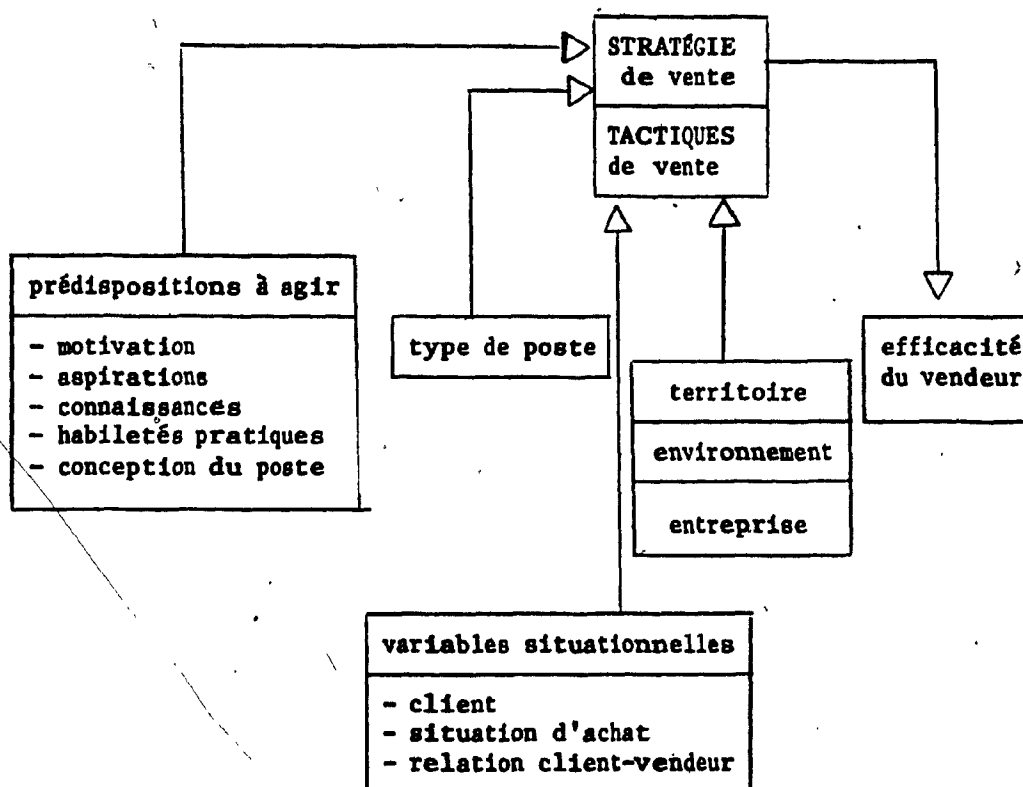 STRATÉGIE
de vente
TACTIQUES
de vente
prédispositions à agir
- motivation
- aspirations
- connaissances
- habiletés pratiques
- conception du poste
type de poste
territoire
environnement
entreprise
efficacité
du vendeur
variables situationnelles
- client
- situation d'achat
- relation client-vendeur